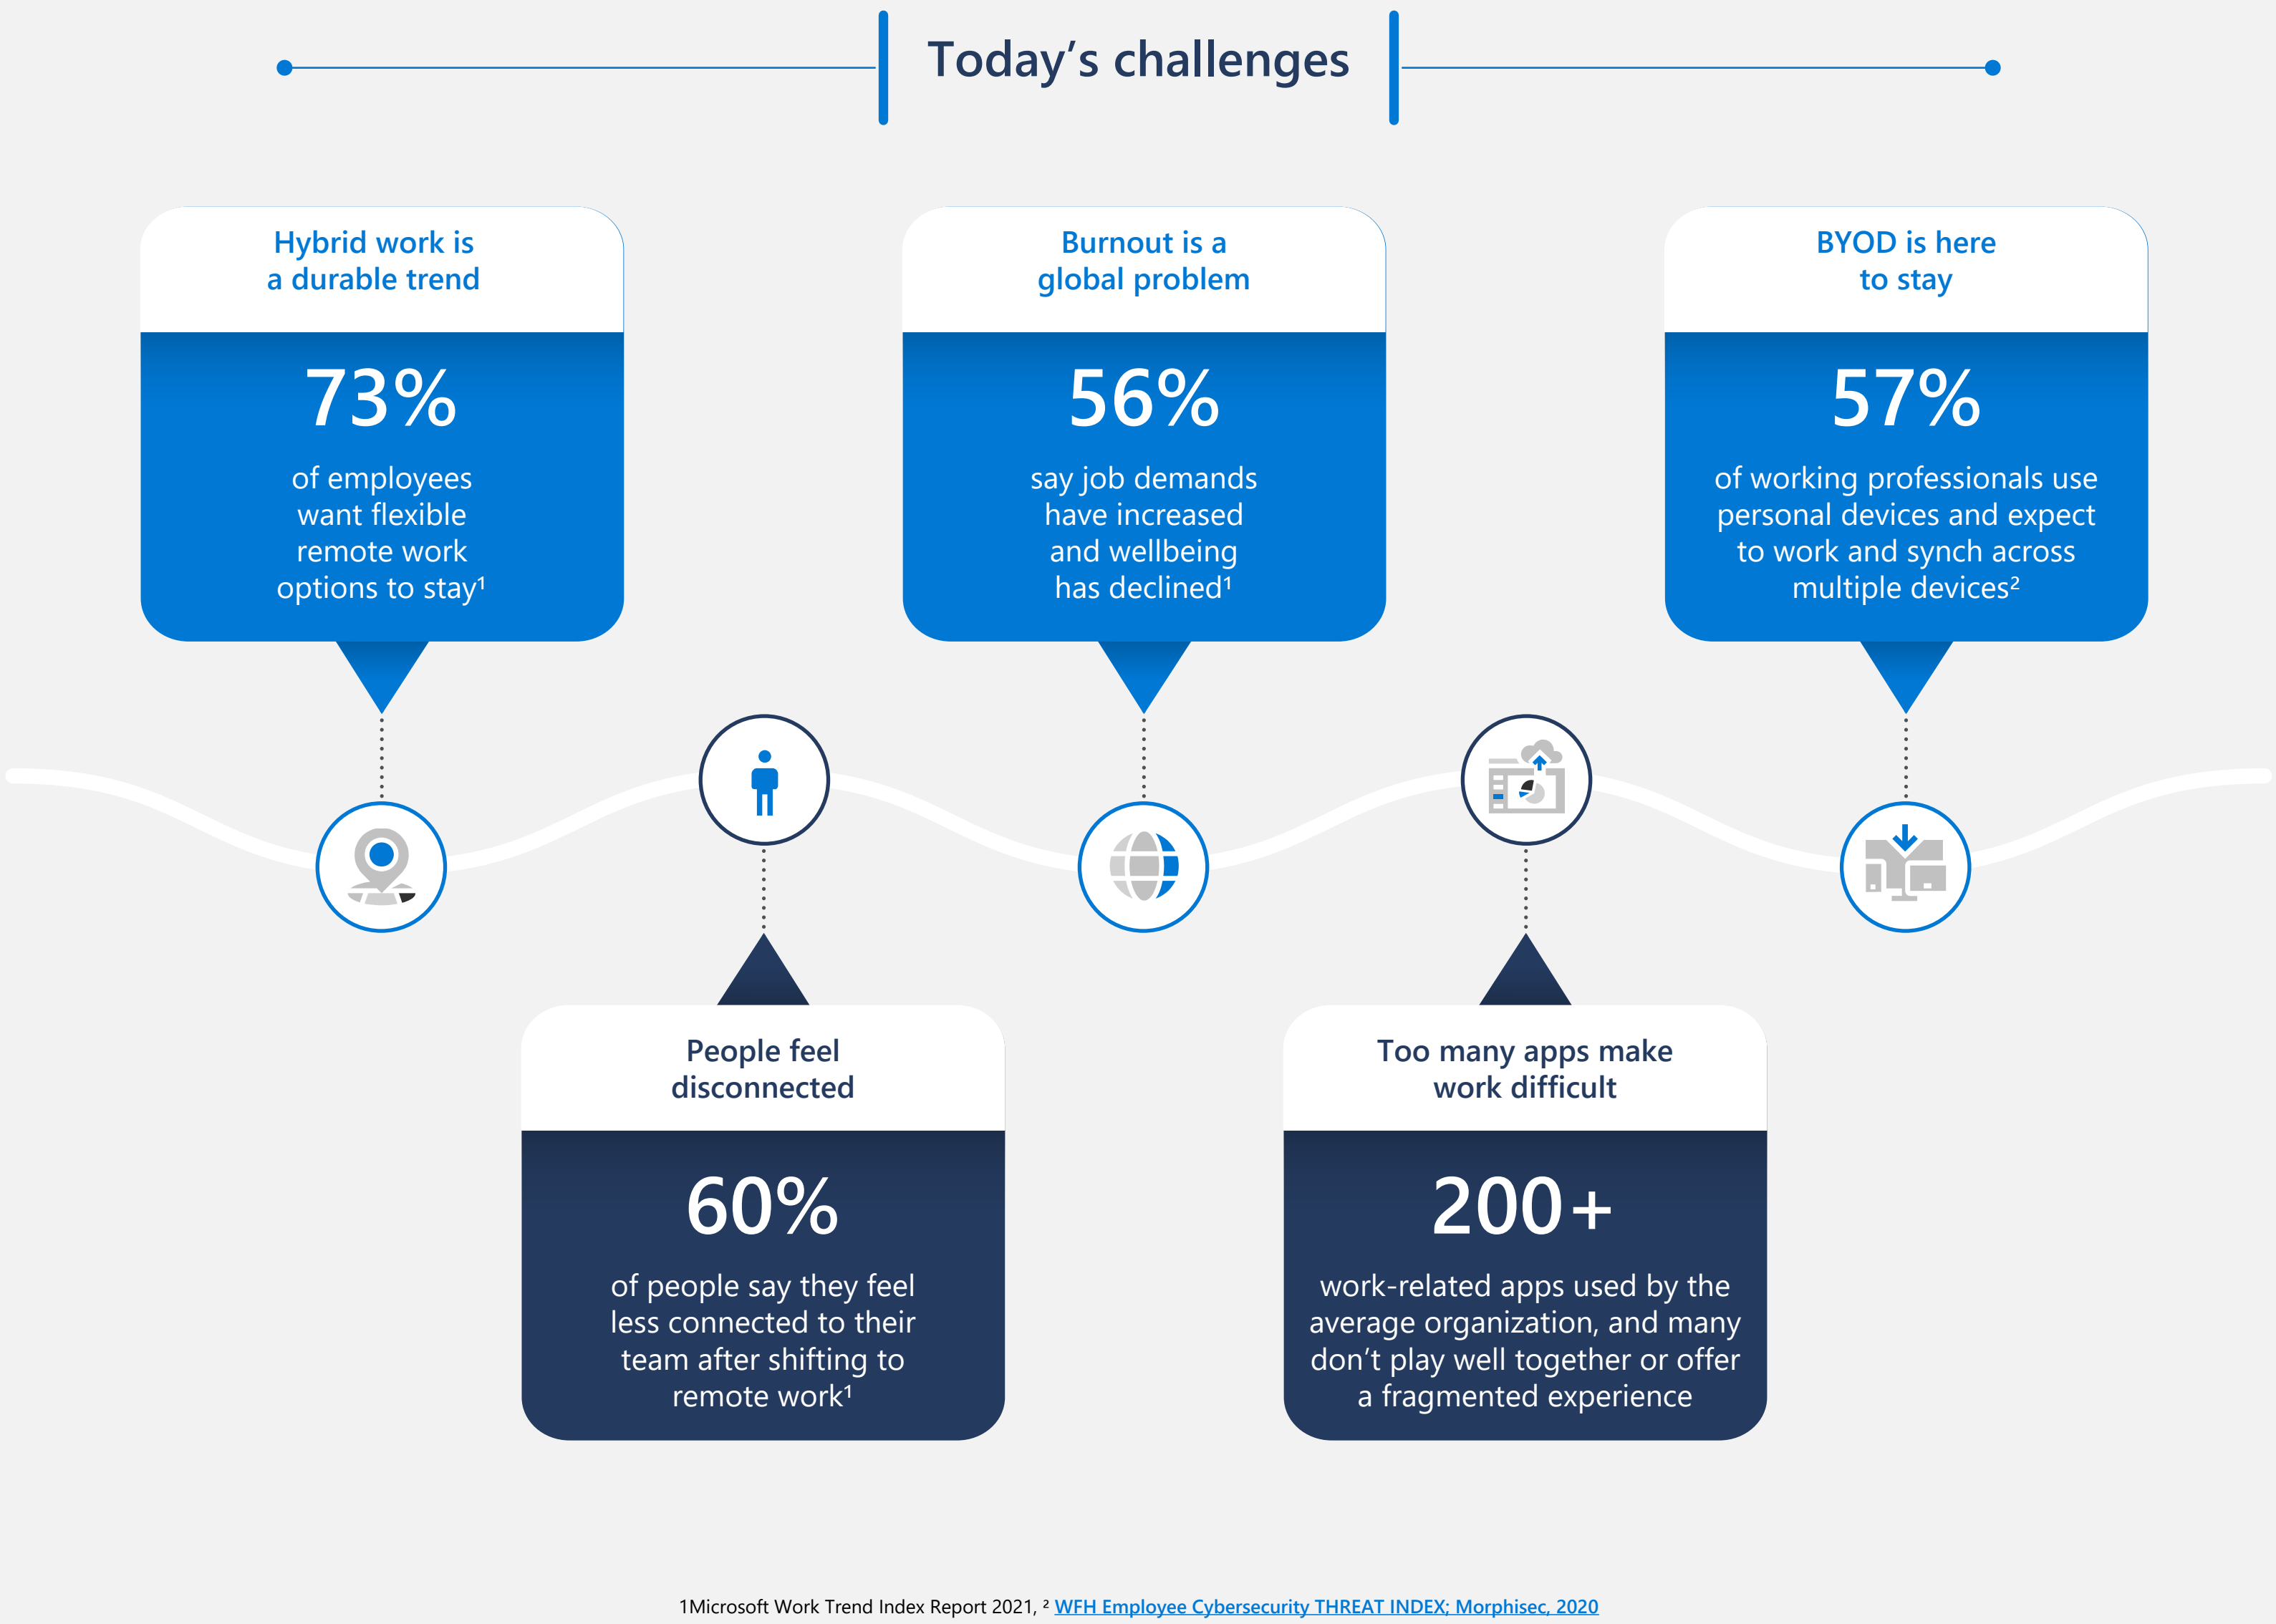 Today’s challenges
Hybrid work is
a durable trend
73%
of employees
want flexible
remote work
options to stay¹
Burnout is a
global problem
56%
say job demands
have increased
and wellbeing
has declined¹
BYOD is here
to stay
57%
of working professionals use
personal devices and expect
to work and synch across
multiple devices²
People feel
disconnected
60%
of people say they feel
less connected to their
team after shifting to
remote work¹
Too many apps make
work difficult
200+
work-related apps used by the
average organization, and many
don’t play well together or offer
a fragmented experience
1Microsoft Work Trend Index Report 2021, ² WFH Employee Cybersecurity THREAT INDEX; Morphisec, 2020